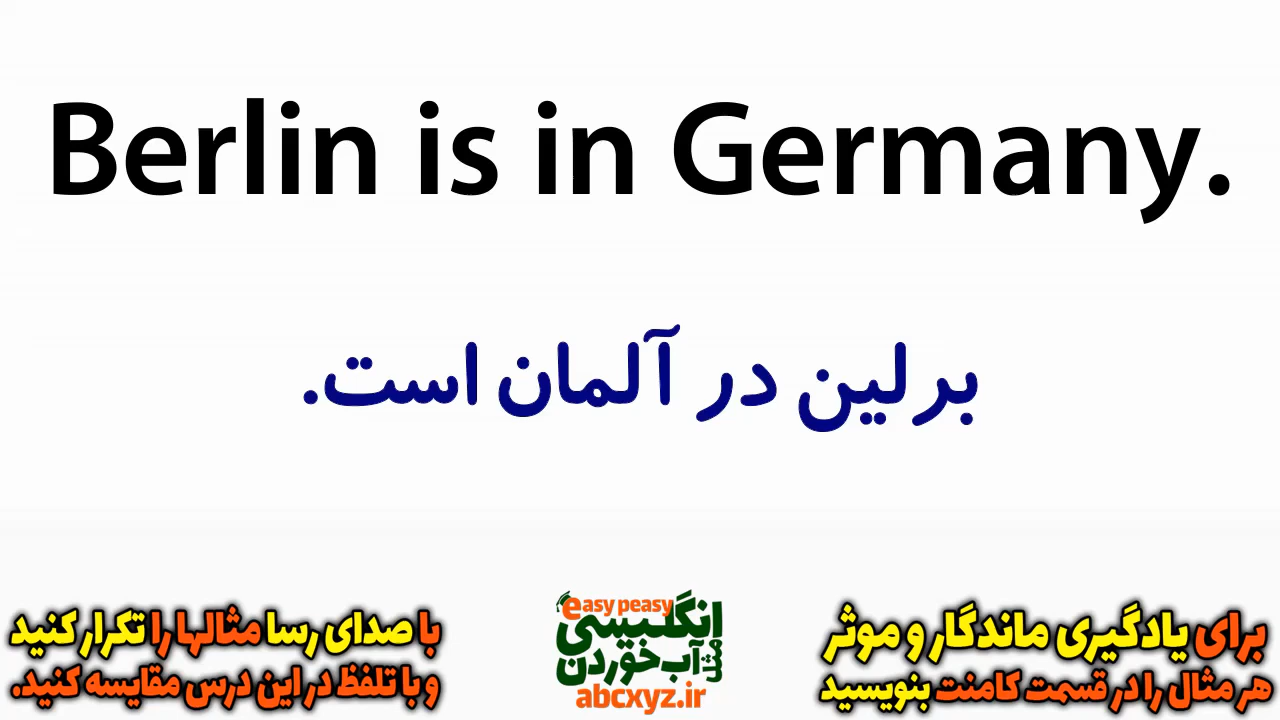 Berlin is in Germany.
برلین در آلمان است.
برای یادگیری ماندگار و موثر
هر مثال را در قسمت کامنت بنویسید
easy peasy
انگلیسی
مثل آب خوردن
abcxyz.ir
با صدای رسا مثالها را تکرار کنید
و با تلفظ در این درس مقایسه کنید.